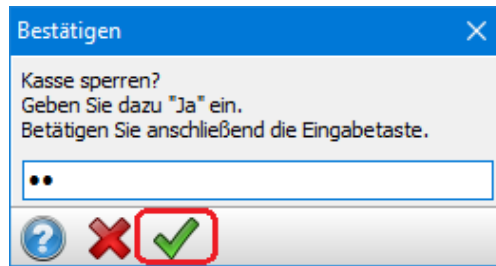 Bestätigen
Kasse sperren?
Geben Sie dazu "Ja" ein.
Betätigen Sie anschließend die Eingabetaste.
••